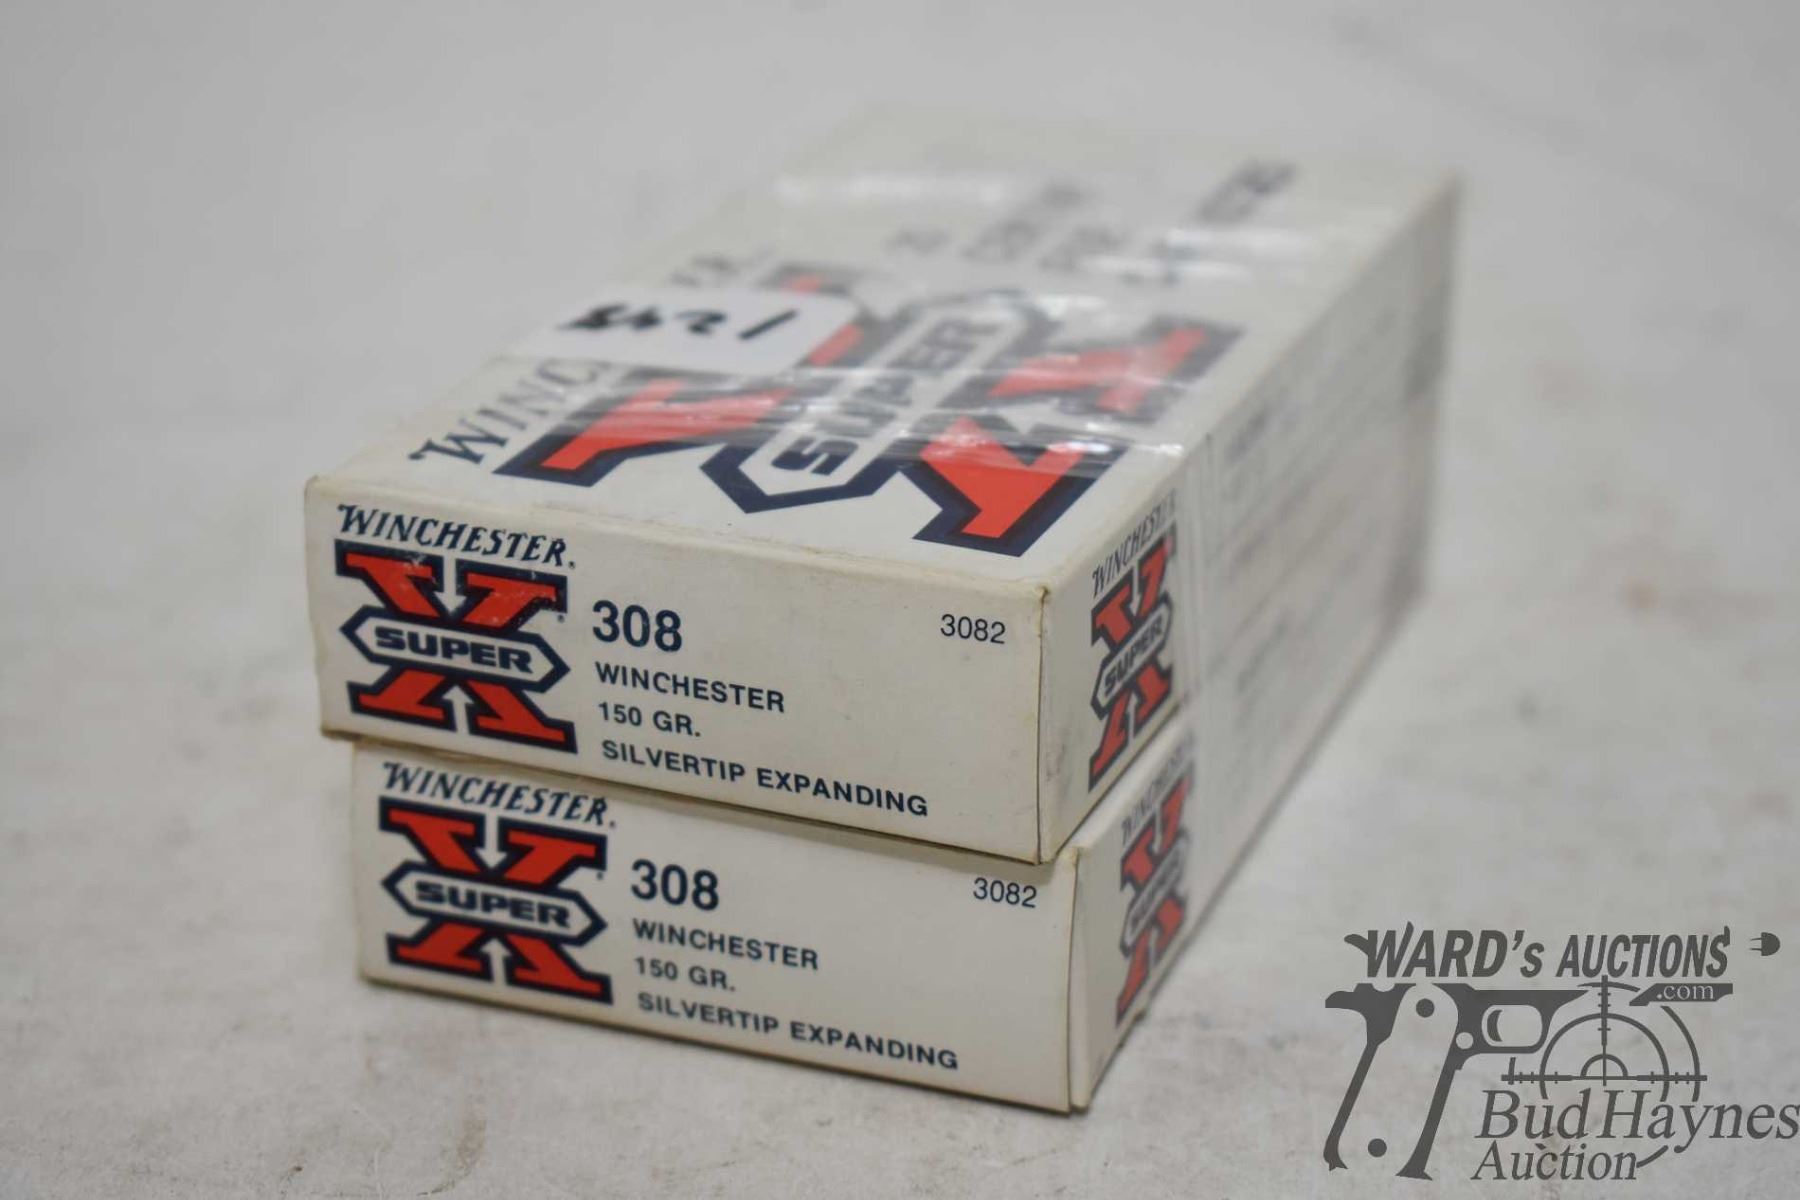 WINCHESTER
SUPER
WINCHESTER®
SUPER
308
3082
WINCHESTER
150 GR.
SILVERTIP EXPANDING
WINCHESTER
SUPER
WINCHESTER®
SUPER
308
3082
WINCHESTER
150 GR.
SILVERTIP EXPANDING
WINCHESTER
SUPER
WARD's AUCTIONS
.com
Bud Haynes
Auction